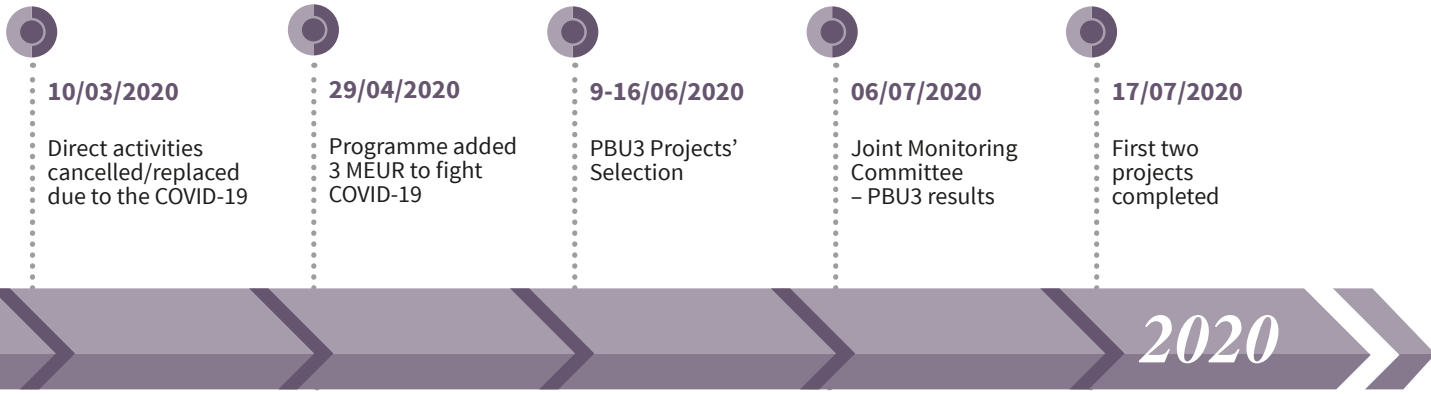 10/03/2020
Direct activities
cancelled/replaced
due to the COVID-19
29/04/2020
Programme added
3 MEUR to fight
COVID-19
9-16/06/2020
PBU3 Projects’
Selection
06/07/2020
Joint Monitoring
Committee
– PBU3 results
17/07/2020
First two
projects
completed
2020